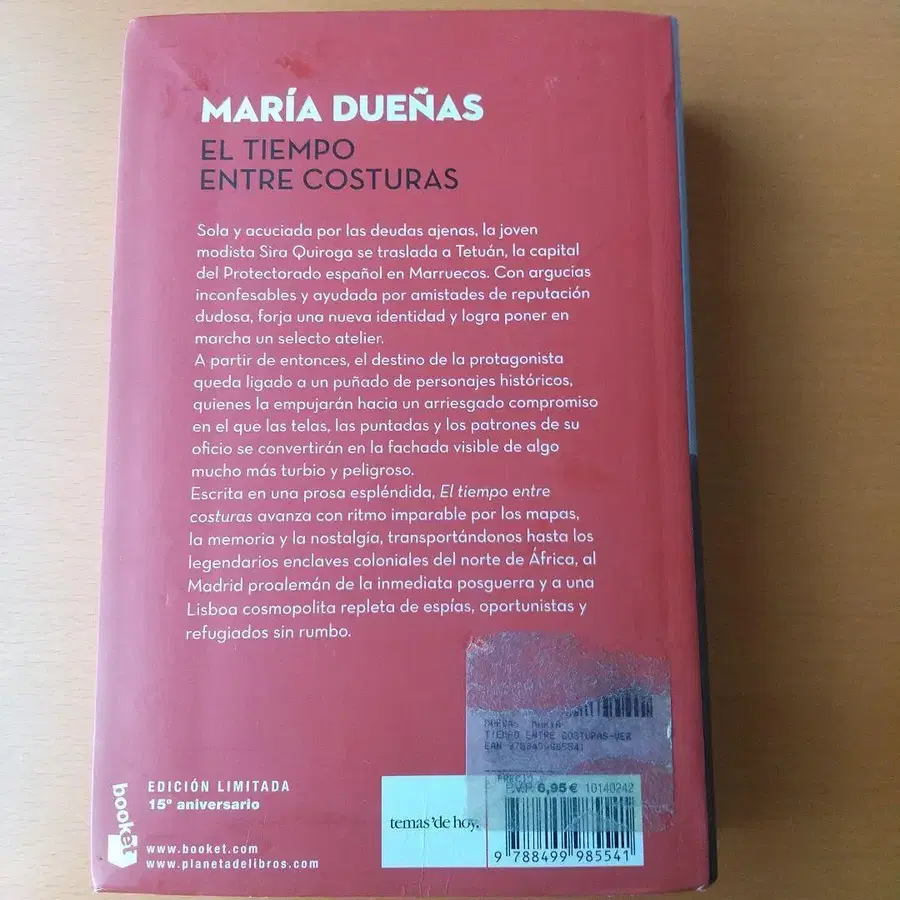 MARÍA DUEÑAS
EL TIEMPO
ENTRE COSTURAS
Sola y acuciada por las deudas ajenas, la joven
modista Sira Quiroga se traslada a Tetuán, la capital
del Protectorado español en Marruecos. Con argucias
inconfesables y ayudada por amistades de reputación
dudosa, forja una nueva identidad y logra poner en
marcha un selecto atelier.
A partir de entonces, el destino de la protagonista
queda ligado a un puñado de personajes históricos,
quienes la empujarán hacia un arriesgado compromiso
en el que las telas, las puntadas y los patrones de su
oficio se convertirán en la fachada visible de algo
mucho más turbio y peligroso.
Escrita en una prosa espléndida, El tiempo entre
costuras avanza con ritmo imparable por los mapas,
la memoria y la nostalgia, transportándonos hasta los
legendarios enclaves coloniales del norte de África, al
Madrid proalemán de la inmediata posguerra y a una
Lisboa cosmopolita repleta de espías, oportunistas y
refugiados sin rumbo.
TIEMPO ENTRE COSTURAS-VER
EAN 9788499985541
PRECIO
P.V.P. 6,95 € 10140242
EDICIÓN LIMITADA
15º aniversario
booket
www.booket.com
www.planetadelibros.com
temas'de hoy.
9 788499 985541